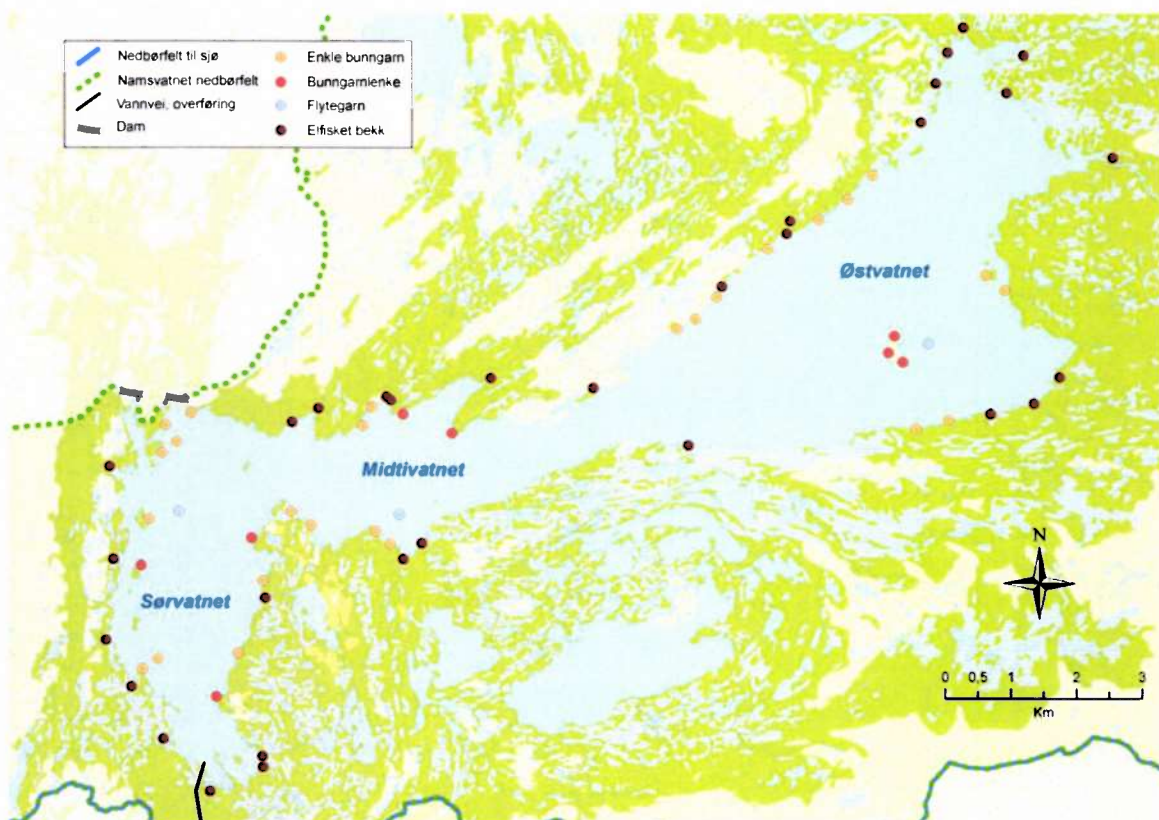 Nedbørfelt til sjø
Namsvatnet nedbørfelt
Vannvei, overføring
Dam
Enkle bunngarn
Bunngarnlenke
Flytegarn
Elfisket bekk
Østvatnet
Midtivatnet
Sørvatnet
N
0 0,5 1 2 3
Km